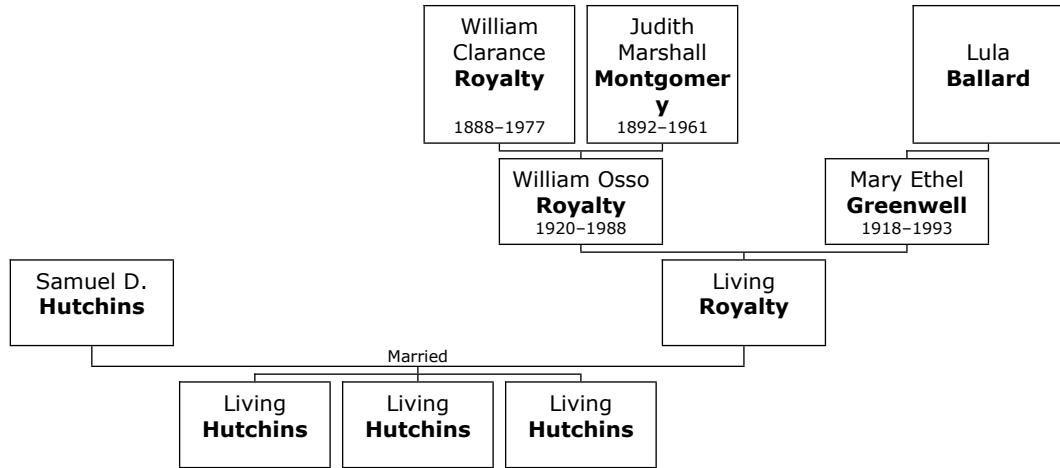 William
Clarance
Royalty
1888–1977
Judith
Marshall
Montgomer
y
1892–1961
Lula
Ballard
William Osso
Royalty
1920–1988
Mary Ethel
Greenwell
1918–1993
Samuel D.
Hutchins
Living
Royalty
Married
Living
Hutchins
Living
Hutchins
Living
Hutchins